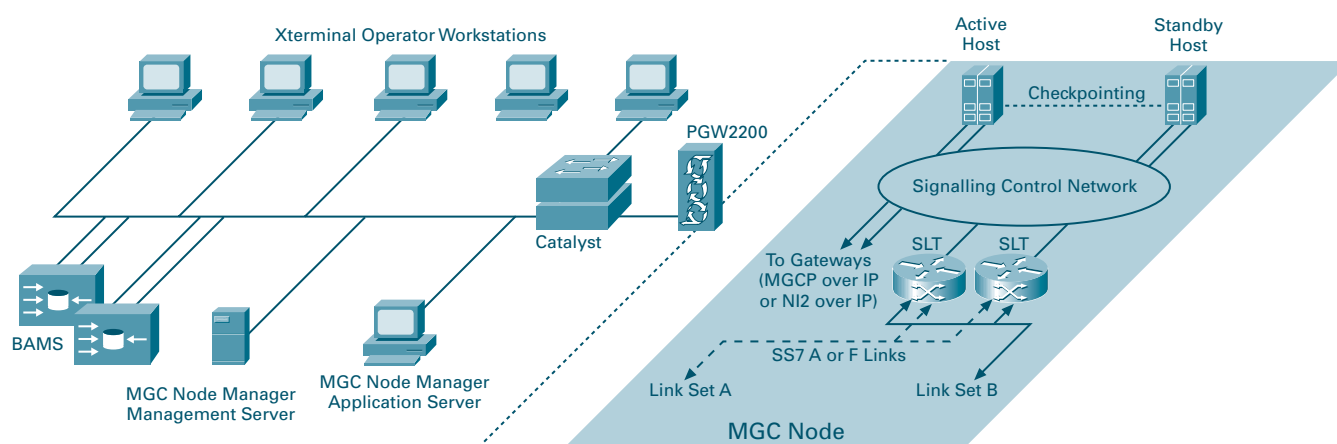 Xterminal Operator Workstations
PGW2200
Catalyst
BAMS
MGC Node Manager
Management Server
MGC Node Manager
Application Server
Active
Host
Standby
Host
Checkpointing
Signalling Control Network
To Gateways
(MGCP over IP
or NI2 over IP)
SLT
SLT
SS7 A or F Links
Link Set A
Link Set B
MGC Node